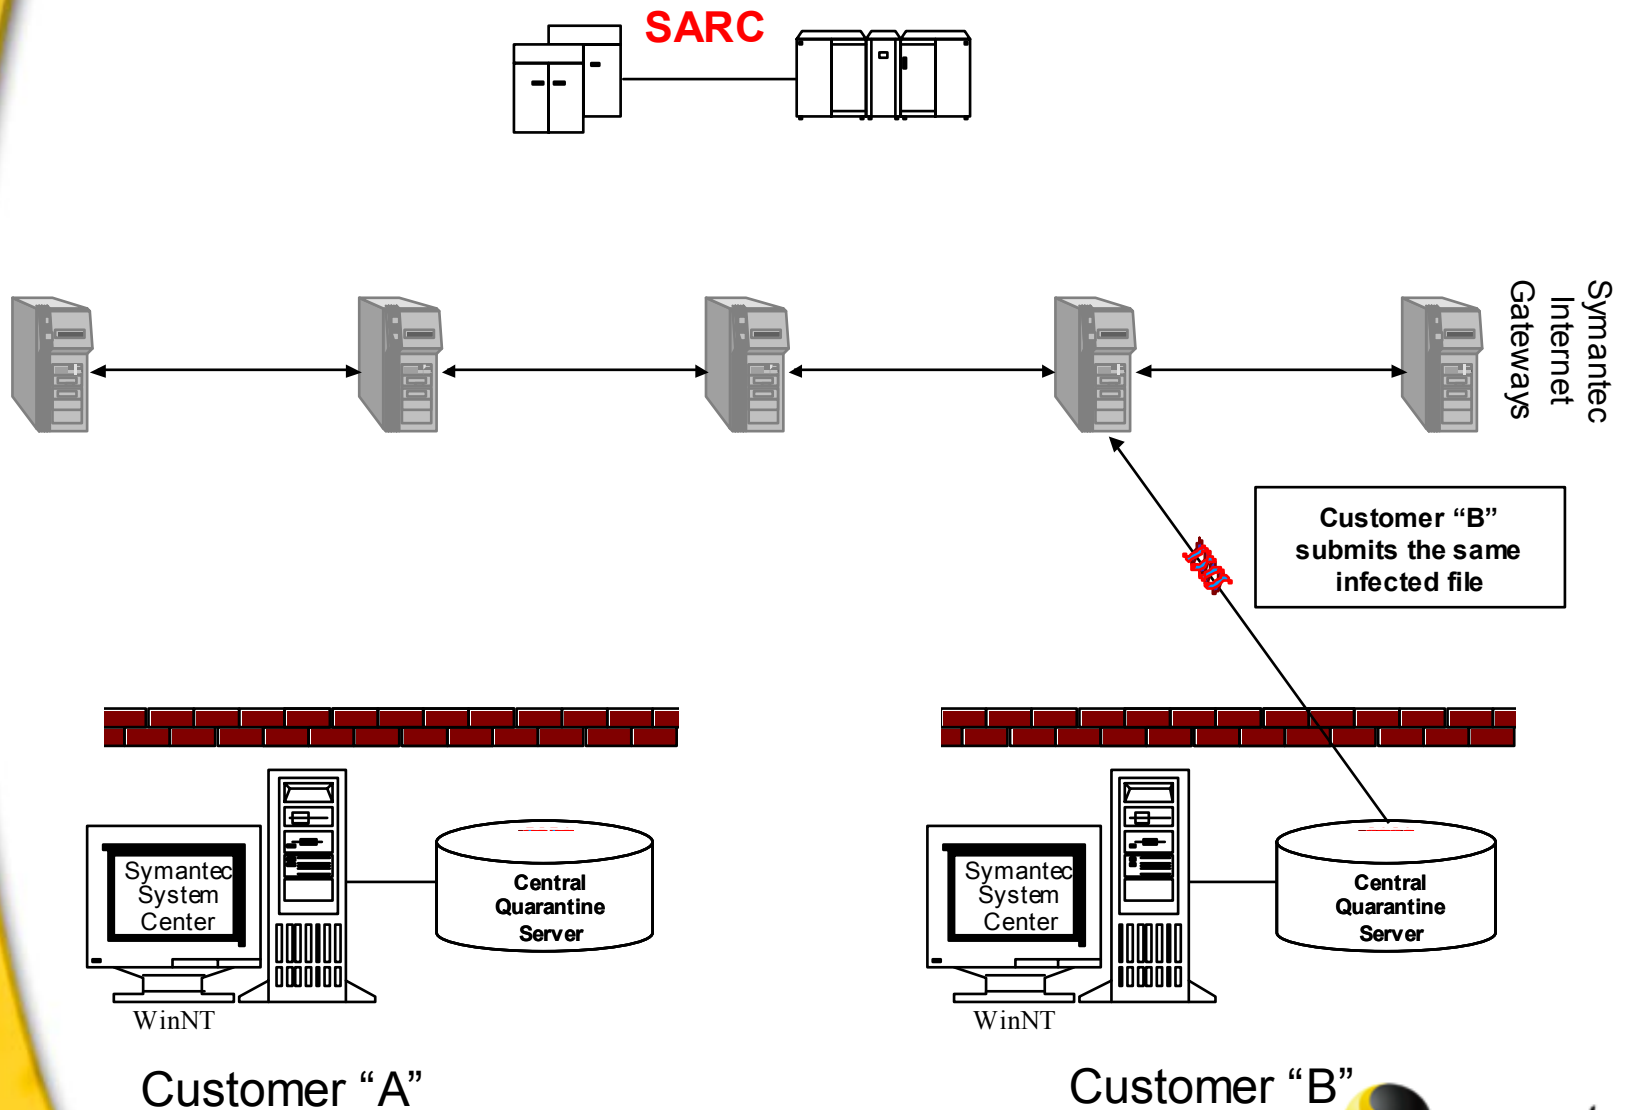 SARC
Symantec
Internet
Gateways
Customer “B”
submits the same
infected file
Symantec
System
Center
Central
Quarantine
Server
WinNT
Customer “A”
Symantec
System
Center
Central
Quarantine
Server
WinNT
Customer “B”